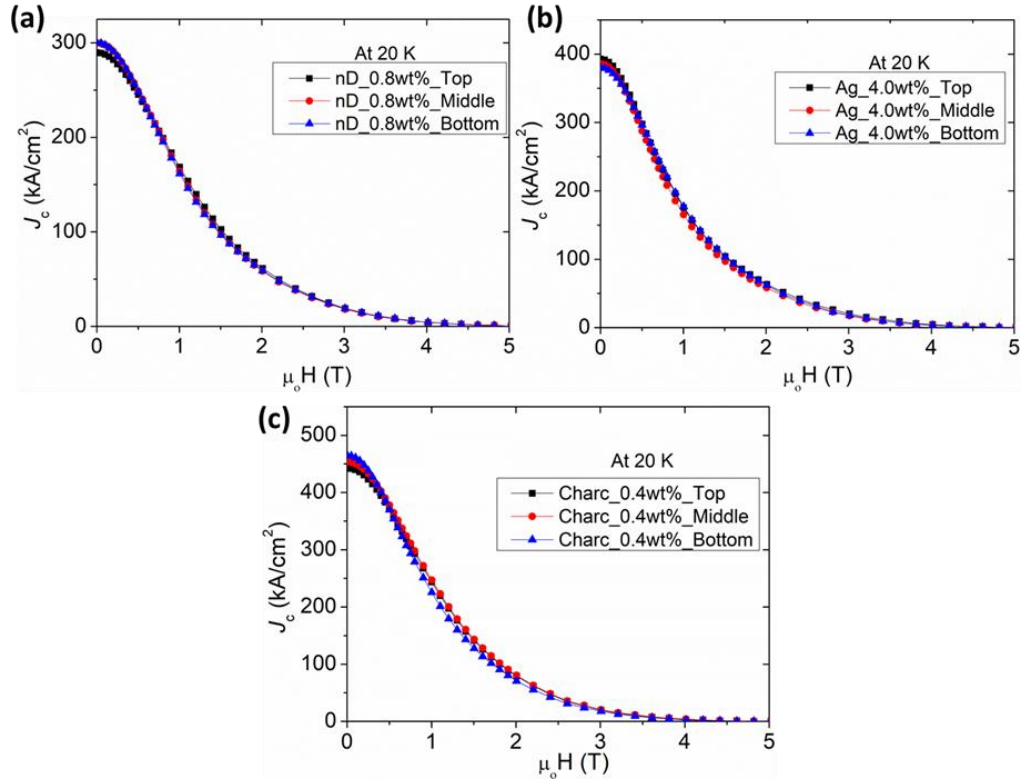 (a)
At 20 K
nD_0.8wt%_Top
nD_0.8wt%_Middle
nD_0.8wt%_Bottom
300
200
100
0
0 1 2 3 4 5
Jc (kA/cm²)
μoH (T)
(b)
At 20 K
Ag_4.0wt%_Top
Ag_4.0wt%_Middle
Ag_4.0wt%_Bottom
400
300
200
100
0
0 1 2 3 4 5
Jc (kA/cm²)
μoH (T)
(c)
At 20 K
Charc_0.4wt%_Top
Charc_0.4wt%_Middle
Charc_0.4wt%_Bottom
500
400
300
200
100
0
0 1 2 3 4 5
Jc (kA/cm²)
μoH (T)